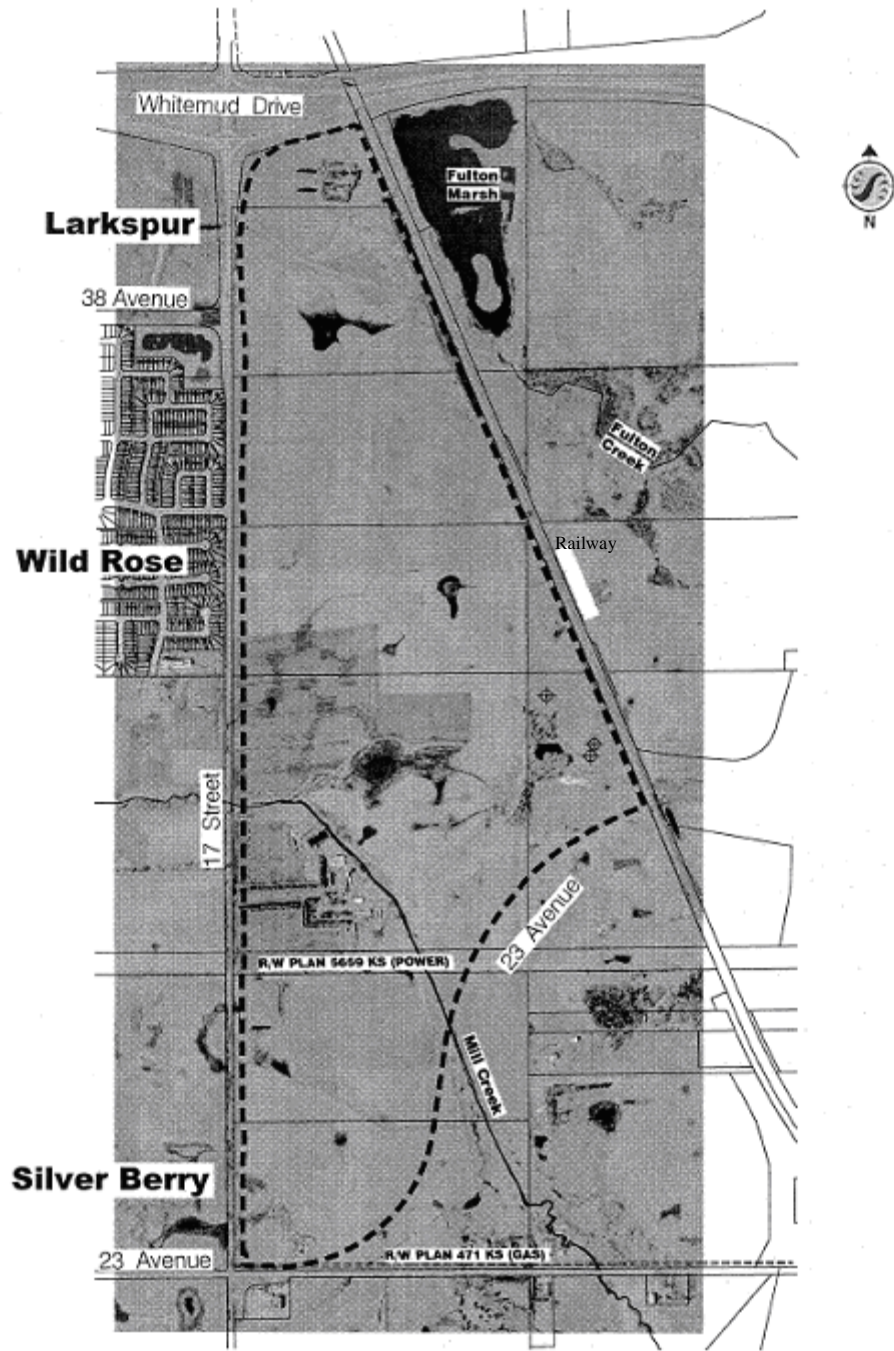 Whitemud Drive
Fulton
Marsh
Larkspur
N
38 Avenue
Fulton
Creek
Railway
Wild Rose
17 Street
23 Avenue
R/W PLAN 5659 KS (POWER)
Mill Creek
Silver Berry
R/W PLAN 471 KS (GAS)
23 Avenue